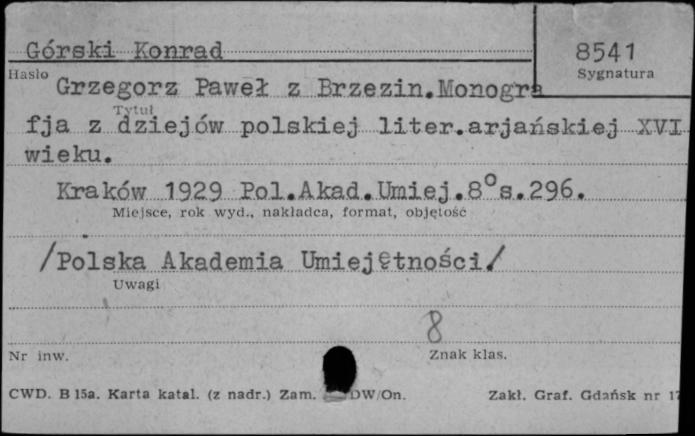 Górski Konrad
8541
Hasło
Sygnatura
Grzegorz Paweł z Brzezin.Monogra
Tytuł
fja z dziejów polskiej liter.arjańskiej XVI
wieku.
Kraków 1929 Pol.Akad.Umiej.8°s.296.
Miejsce, rok wyd., nakładca, format, objętość
/Polska Akademia Umiejętności/
Uwagi
8
Nr inw.
Znak klas.
CWD. B 15a. Karta katal. (z nadr.) Zam. DW/On.
Zakł. Graf. Gdańsk nr